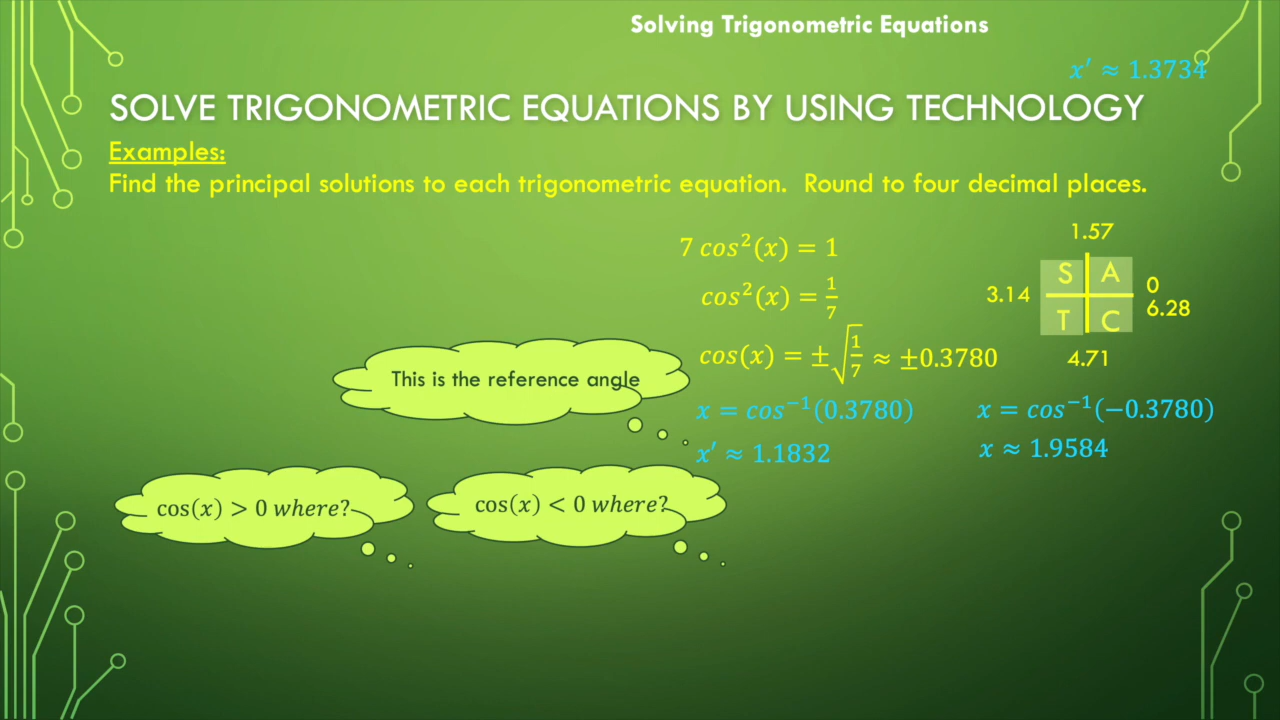 Solving Trigonometric Equations
x′ ≈ 1.3734
SOLVE TRIGONOMETRIC EQUATIONS BY USING TECHNOLOGY
Examples:
Find the principal solutions to each trigonometric equation. Round to four decimal places.
7 cos²(x) = 1
cos²(x) = 1/7
cos(x) = ±√(1/7) ≈ ±0.3780
1.57
S A
3.14
0
6.28
T C
4.71
This is the reference angle
x = cos⁻¹(0.3780)
x = cos⁻¹(−0.3780)
x′ ≈ 1.1832
x ≈ 1.9584
cos(x) > 0 where?
cos(x) < 0 where?